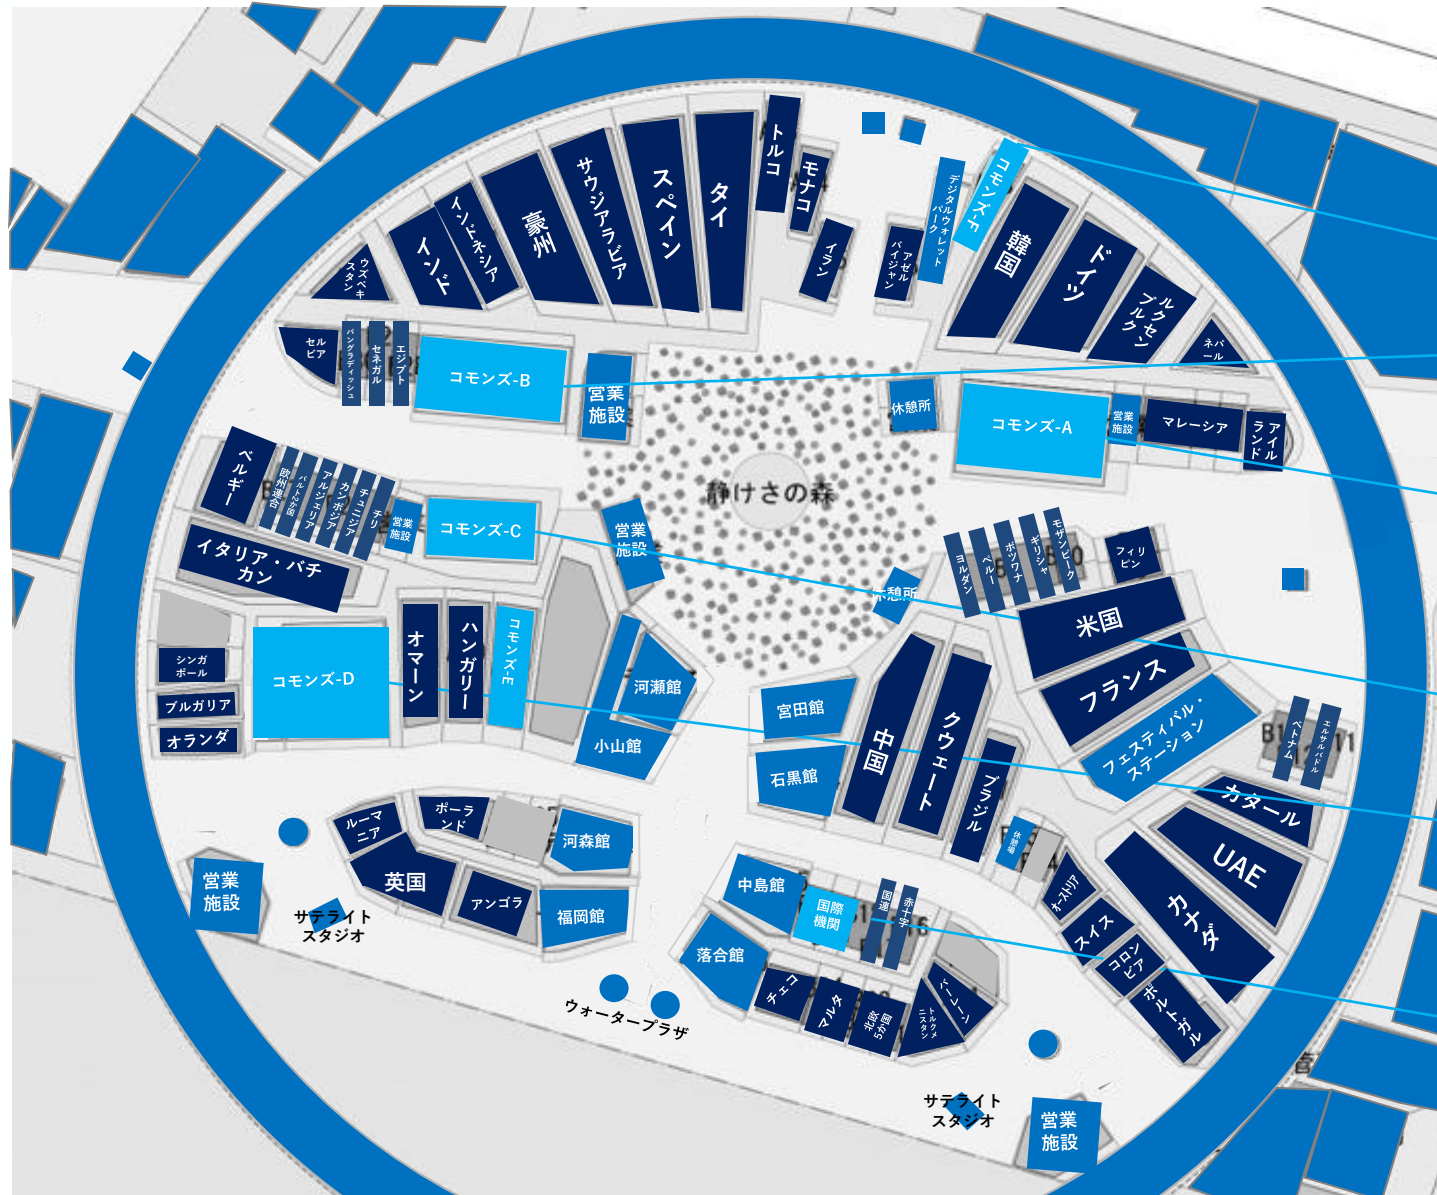 トルコ
モナコ
イラン
アゼル
バイジャン
デジタルウォレット
パーク
コモンズ-F
韓国
ドイツ
ルクセン
ブルク
ネパ
ール
タイ
スペイン
サウジアラビア
豪州
インドネシア
インド
ウズベキ
スタン
セル
ビア
バングラディッシュ
セネガル
エジプト
コモンズ-B
営業
施設
休憩所
コモンズ-A
営業
施設
マレーシア
アイル
ランド
静けさの森
ベルギー
欧州連合
バルト2か国
アルジェリア
カンボジア
チュニジア
チリ
営業
施設
コモンズ-C
営業
施設
イタリア・バチ
カン
休憩所
ヨルダン
ペルー
ボツワナ
ギリシャ
モザンビーク
フィリ
ピン
米国
フランス
フェスティバル・
ステーション
シンガ
ポール
ブルガリア
オランダ
コモンズ-D
オマーン
ハンガリー
コモンズ-E
河瀬館
小山館
宮田館
石黒館
中国
クウェート
ブラジル
ベトナム
エルサルバドル
カタール
UAE
カナダ
休憩場
オーストリア
スイス
コロン
ビア
ポルトガル
ルーマ
ニア
ポーラ
ンド
河森館
英国
アンゴラ
福岡館
営業
施設
サテライト
スタジオ
中島館
国際
機関
国連
赤十字
落合館
チェコ
マルタ
北欧
5か国
トルクメ
ニスタン
バーレーン
ウォータープラザ
サテライト
スタジオ
営業
施設